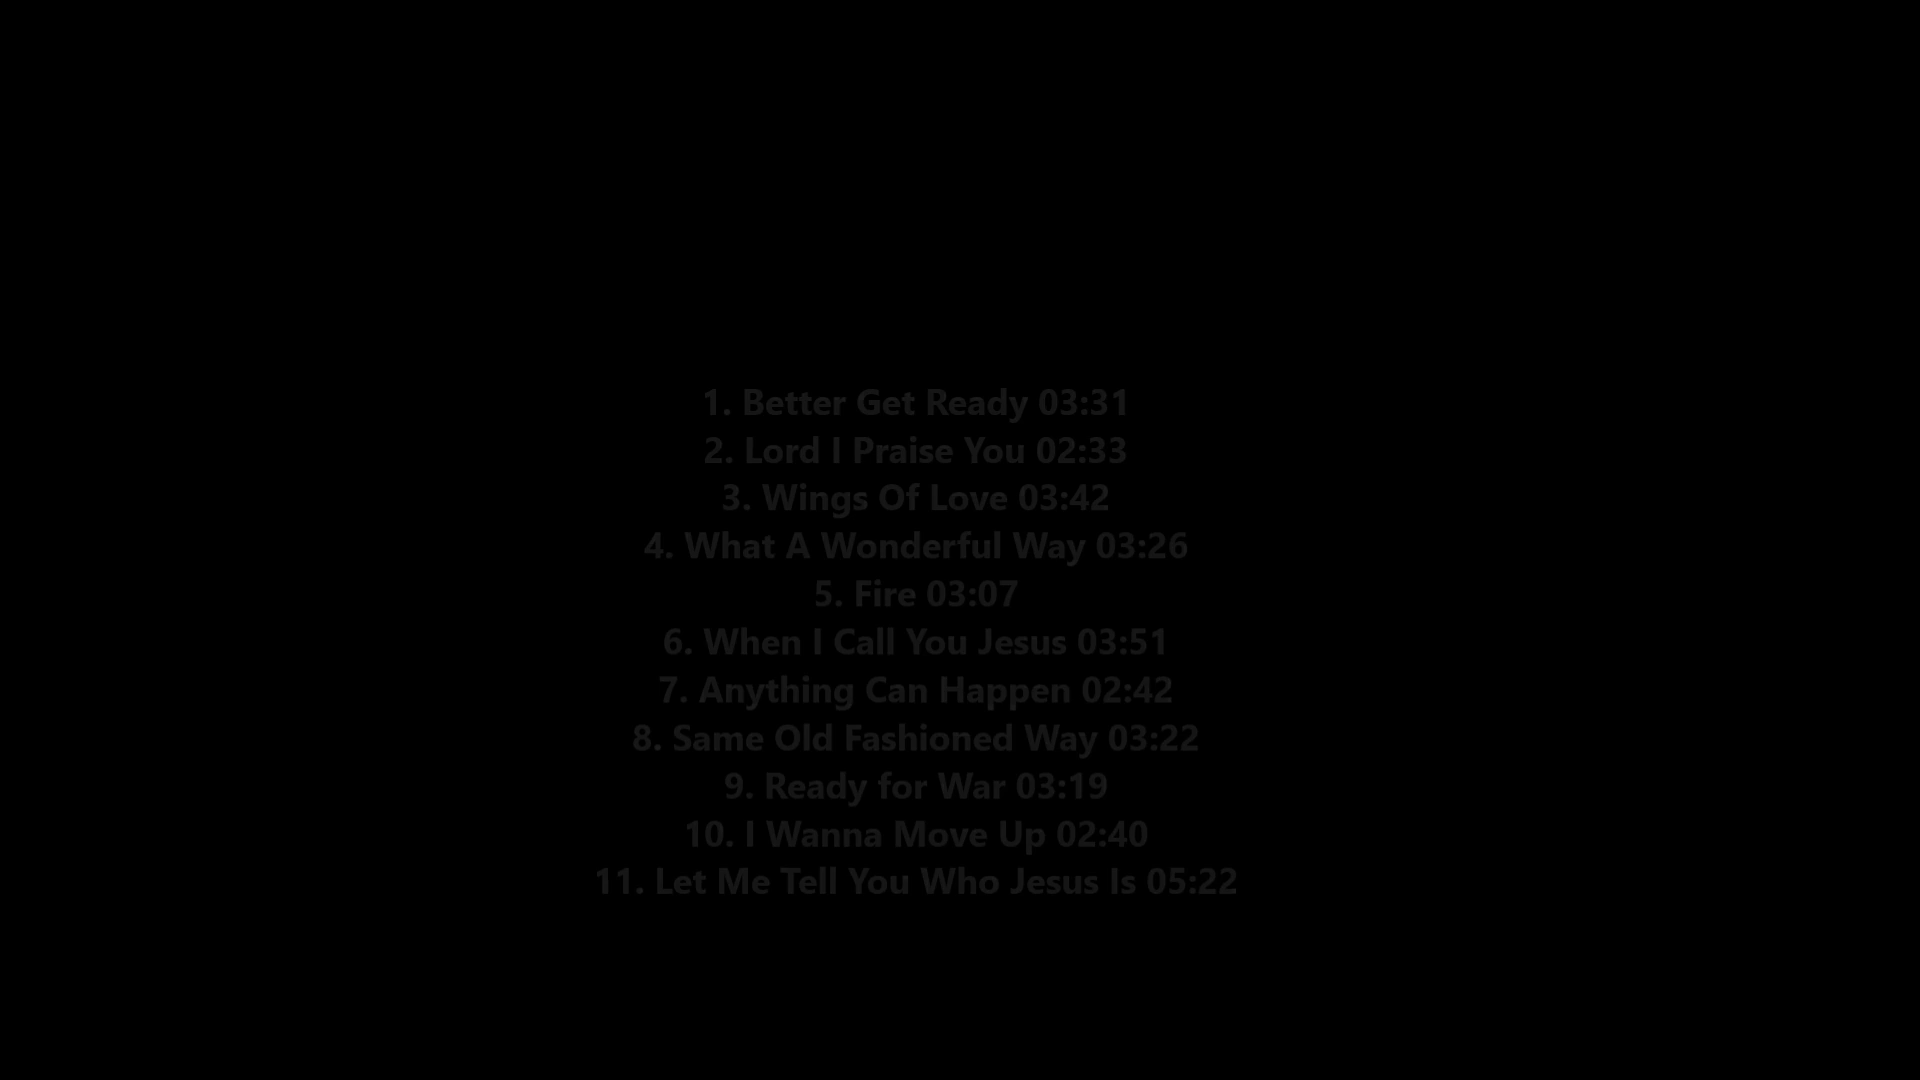 1. Better Get Ready 03:31
2. Lord I Praise You 02:33
3. Wings Of Love 03:42
4. What A Wonderful Way 03:26
5. Fire 03:07
6. When I Call You Jesus 03:51
7. Anything Can Happen 02:42
8. Same Old Fashioned Way 03:22
9. Ready for War 03:19
10. I Wanna Move Up 02:40
11. Let Me Tell You Who Jesus Is 05:22